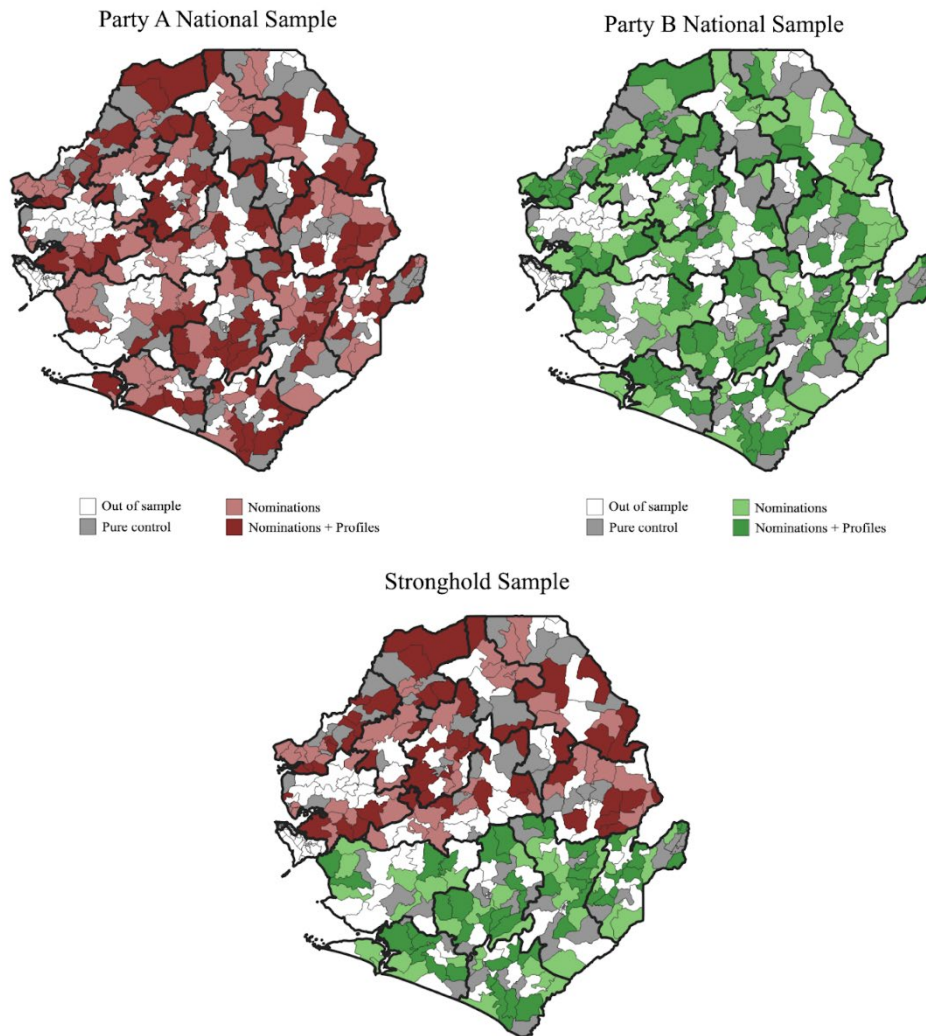 Party A National Sample
Party B National Sample
Out of sample
Nominations
Pure control
Nominations + Profiles
Out of sample
Nominations
Pure control
Nominations + Profiles
Stronghold Sample